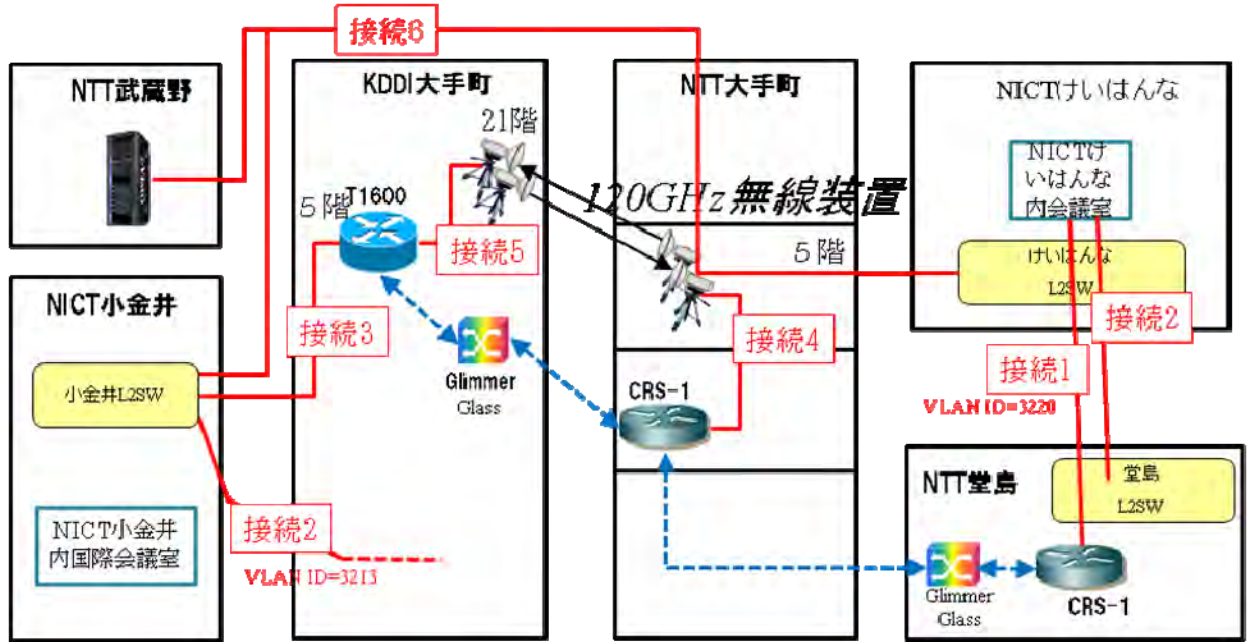 接続6
NTT武蔵野
KDDI大手町
21階
5階
T1600
接続5
接続3
Glimmer
Glass
NTT大手町
120GHz無線装置
5階
接続4
CRS-1
NICTけいはんな
NICTけ
いはんな
内会議室
けいはんな
L2SW
接続2
接続1
VLAN ID=3220
NICT小金井
小金井L2SW
接続2
VLAN ID=3213
NICT小金井
内国際会議室
NTT堂島
堂島
L2SW
Glimmer
Glass
CRS-1